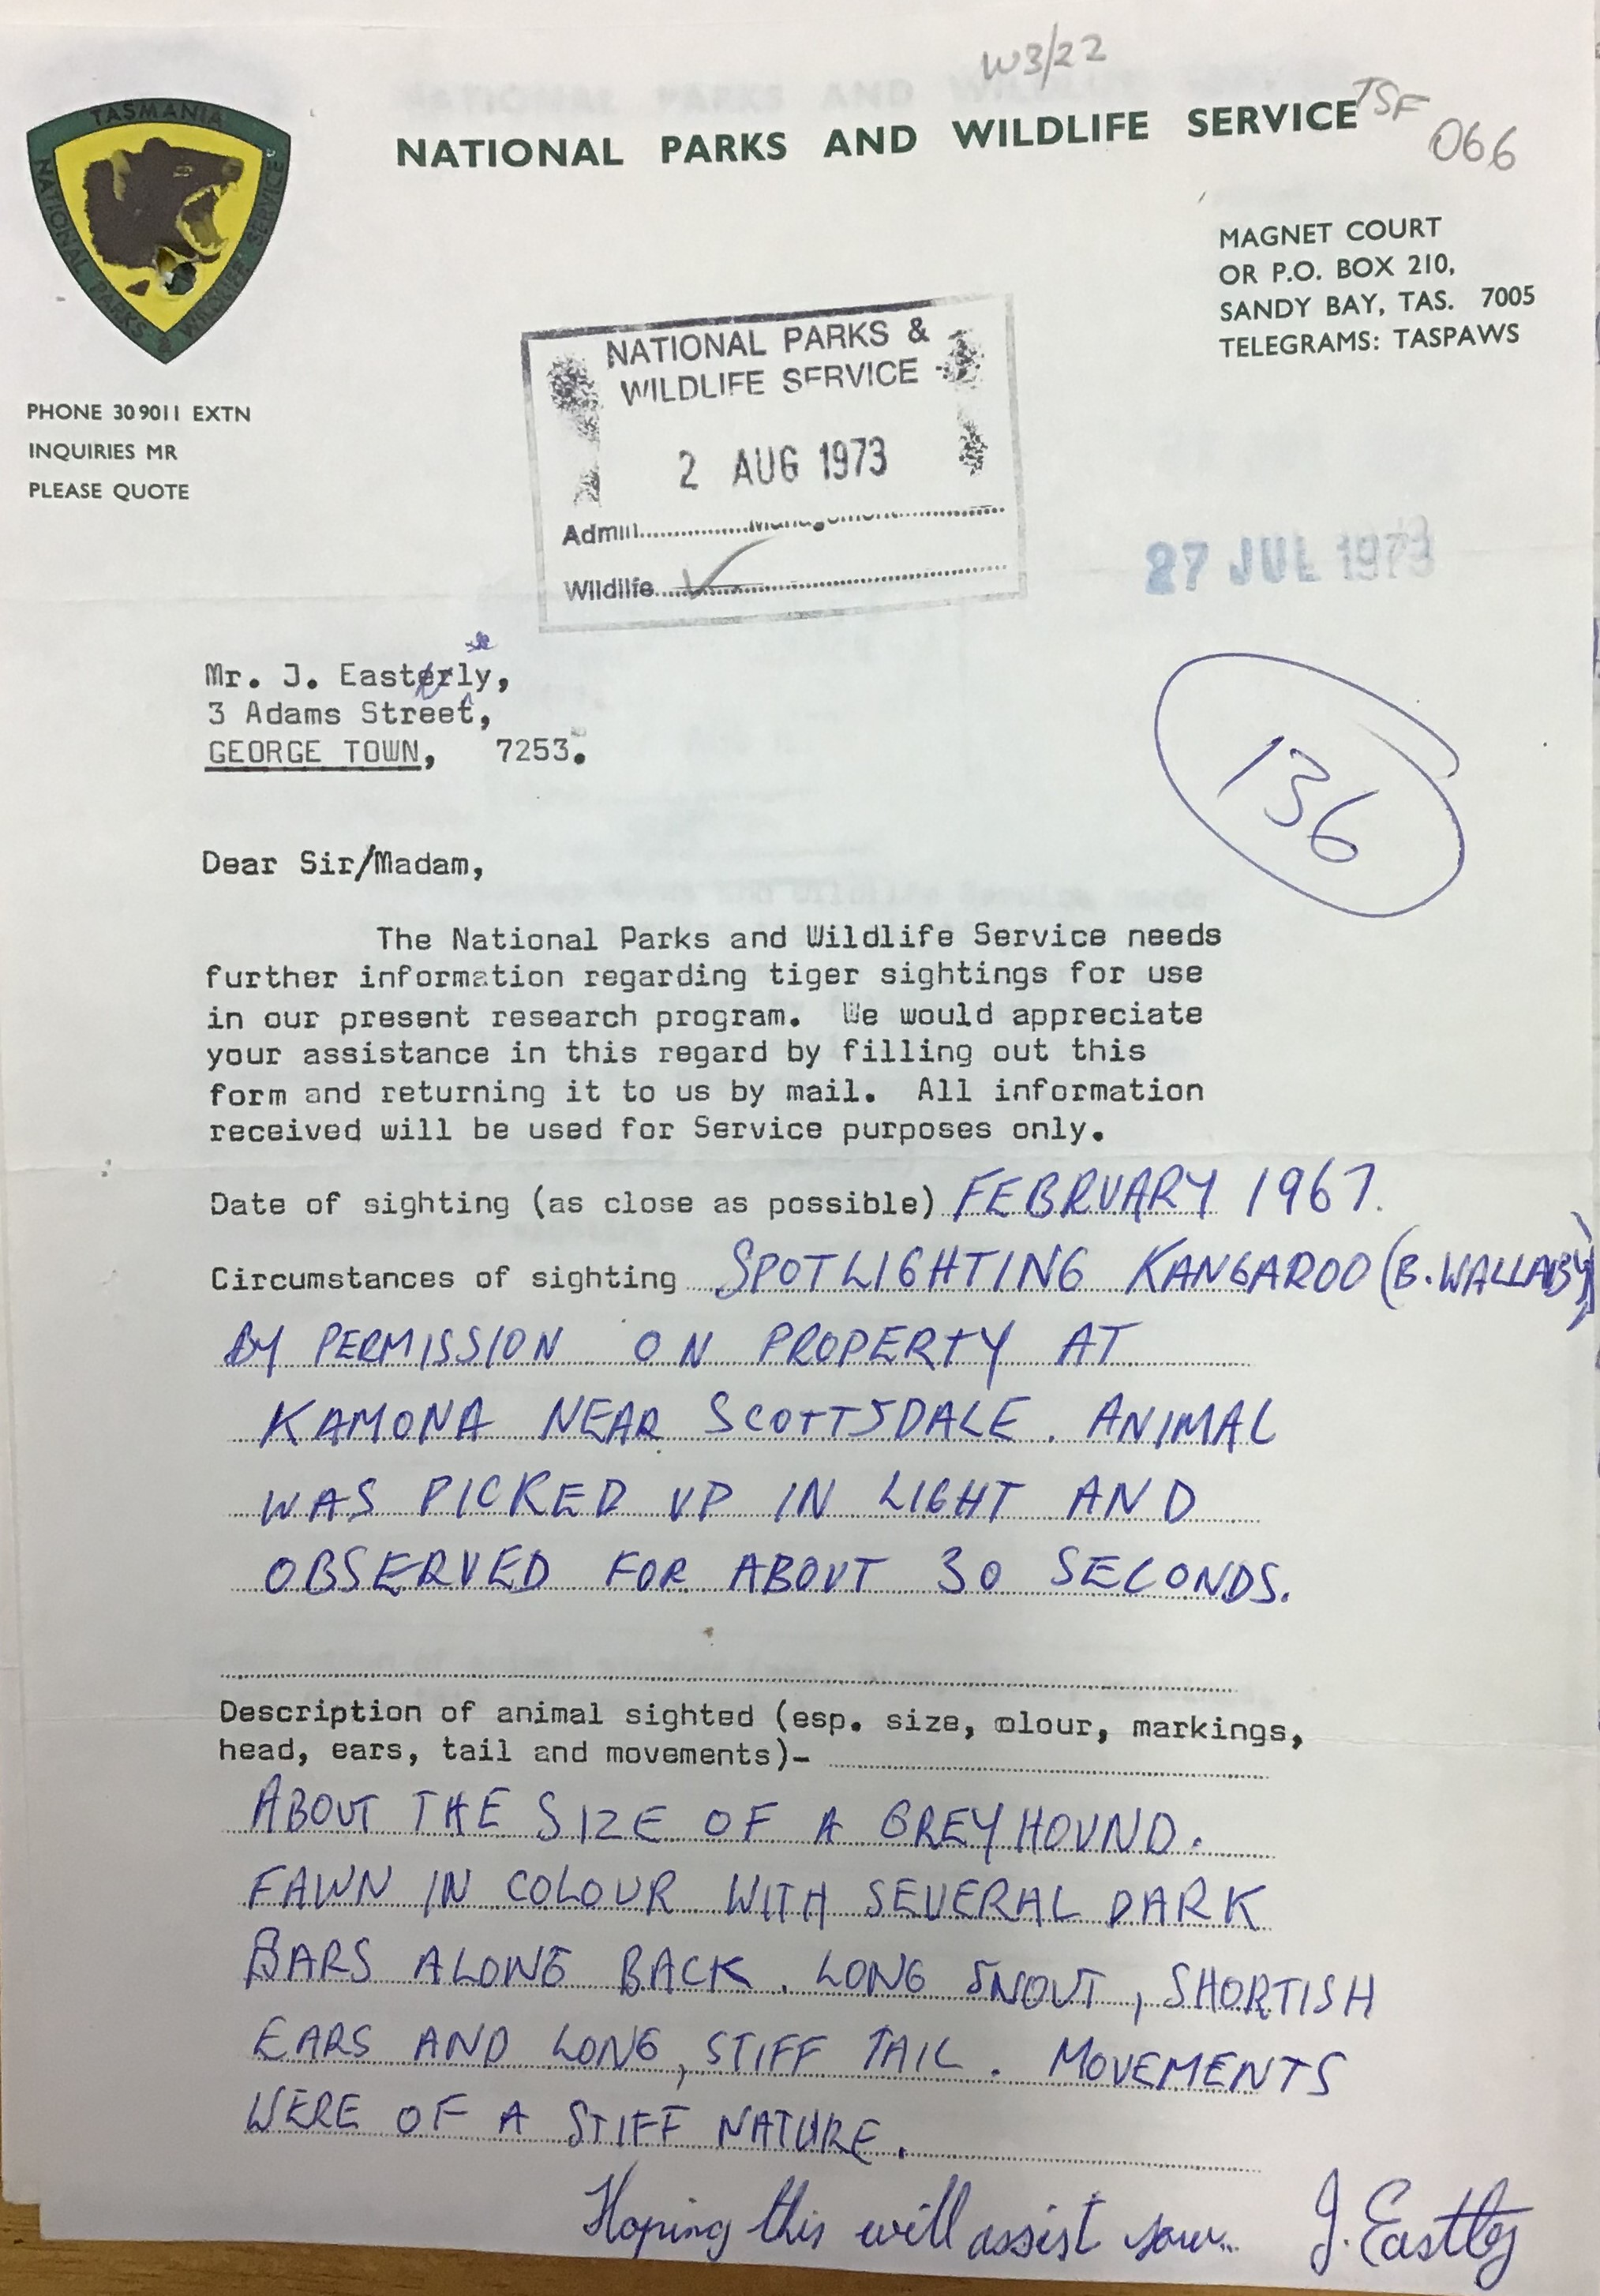 W3/22
TSF
066
TASMANIA
NATIONAL PARKS & WILDLIFE SERVICE
NATIONAL PARKS AND WILDLIFE SERVICE
MAGNET COURT
OR P.O. BOX 210,
SANDY BAY, TAS. 7005
TELEGRAMS: TASPAWS
PHONE 30 9011 EXTN
INQUIRIES MR
PLEASE QUOTE
NATIONAL PARKS &
WILDLIFE SERVICE
2 AUG 1973
Admin..........Management..........
Wildlife..........
27 JUL 1973
Mr. J. Easterly,
3 Adams Street,
GEORGE TOWN, 7253.
136
Dear Sir/Madam,
The National Parks and Wildlife Service needs
further information regarding tiger sightings for use
in our present research program. We would appreciate
your assistance in this regard by filling out this
form and returning it to us by mail. All information
received will be used for Service purposes only.
Date of sighting (as close as possible) FEBRUARY 1967.
Circumstances of sighting SPOTLIGHTING KANGAROO (B. WALLABY)
BY PERMISSION ON PROPERTY AT
KAMONA NEAR SCOTTSDALE. ANIMAL
WAS PICKED UP IN LIGHT AND
OBSERVED FOR ABOUT 30 SECONDS.
Description of animal sighted (esp. size, olour, markings,
head, ears, tail and movements)-
ABOUT THE SIZE OF A GREYHOUND.
FAWN IN COLOUR WITH SEVERAL DARK
BARS ALONG BACK. LONG SNOUT, SHORTISH
EARS AND LONG, STIFF TAIL. MOVEMENTS
WERE OF A STIFF NATURE.
Hoping this will assist you.. J. Eastley